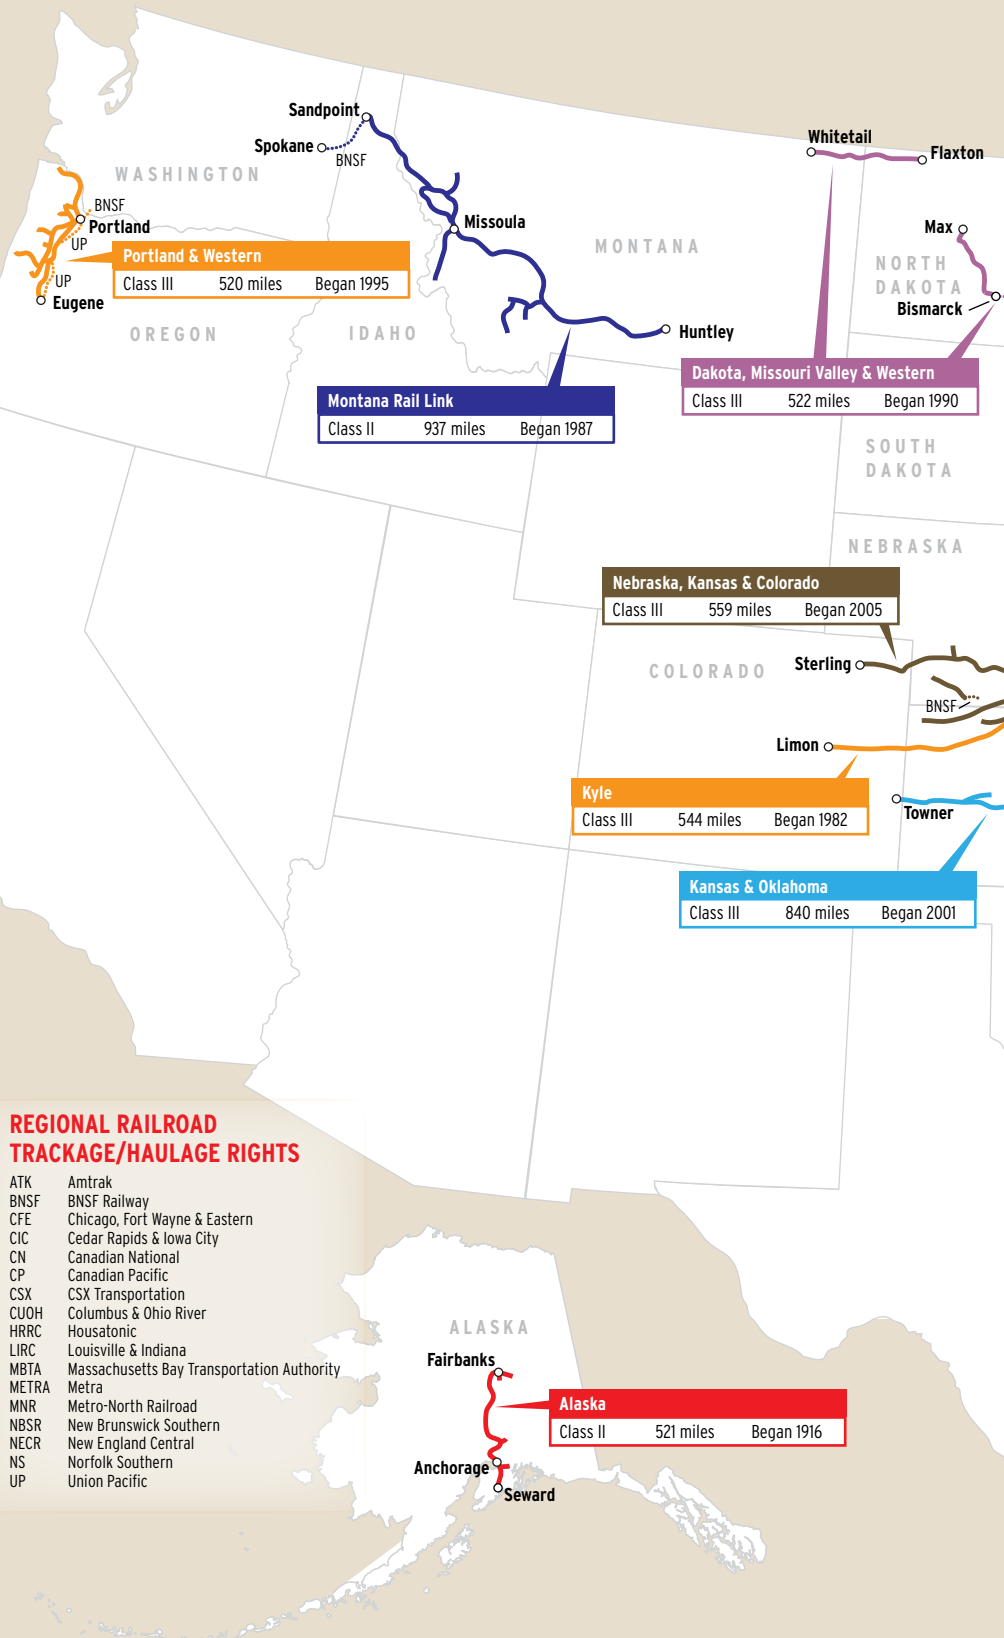 Sandpoint
Spokane
BNSF
WASHINGTON
BNSF
Portland
UP
UP
Eugene
Portland & Western
Class III 520 miles Began 1995
OREGON
IDAHO
Missoula
MONTANA
Huntley
Montana Rail Link
Class II 937 miles Began 1987
Whitetail
Flaxton
Max
NORTH
DAKOTA
Bismarck
Dakota, Missouri Valley & Western
Class III 522 miles Began 1990
SOUTH
DAKOTA
NEBRASKA
Nebraska, Kansas & Colorado
Class III 559 miles Began 2005
COLORADO
Sterling
BNSF
Limon
Kyle
Class III 544 miles Began 1982
Towner
Kansas & Oklahoma
Class III 840 miles Began 2001
REGIONAL RAILROAD
TRACKAGE/HAULAGE RIGHTS
ATK Amtrak
BNSF BNSF Railway
CFE Chicago, Fort Wayne & Eastern
CIC Cedar Rapids & Iowa City
CN Canadian National
CP Canadian Pacific
CSX CSX Transportation
CUOH Columbus & Ohio River
HRRC Housatonic
LIRC Louisville & Indiana
MBTA Massachusetts Bay Transportation Authority
METRA Metra
MNR Metro-North Railroad
NBSR New Brunswick Southern
NECR New England Central
NS Norfolk Southern
UP Union Pacific
ALASKA
Fairbanks
Alaska
Class II 521 miles Began 1916
Anchorage
Seward